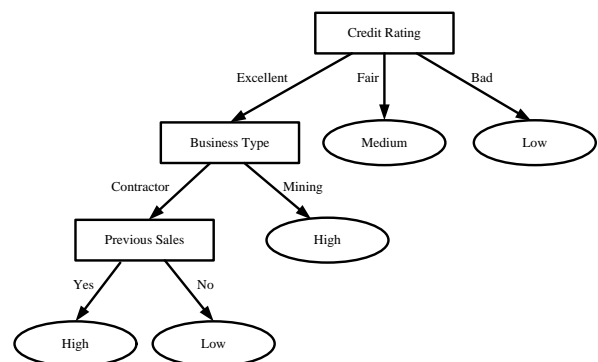 Credit Rating
Excellent
Fair
Bad
Business Type
Medium
Low
Contractor
Mining
Previous Sales
High
Yes
No
High
Low